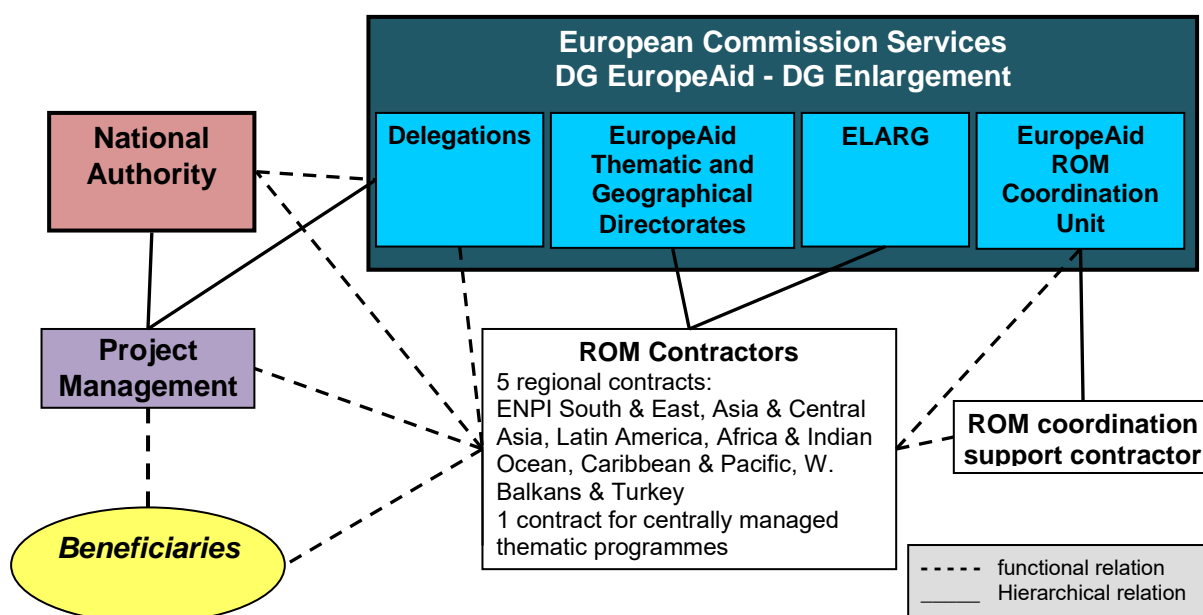 European Commission Services
DG EuropeAid - DG Enlargement
National
Authority
Delegations
EuropeAid
Thematic and
Geographical
Directorates
ELARG
EuropeAid
ROM
Coordination
Unit
Project
Management
ROM Contractors
5 regional contracts:
ENPI South & East, Asia & Central
Asia, Latin America, Africa & Indian
Ocean, Caribbean & Pacific, W.
Balkans & Turkey
1 contract for centrally managed
thematic programmes
ROM coordination
support contractor
Beneficiaries
functional relation
Hierarchical relation